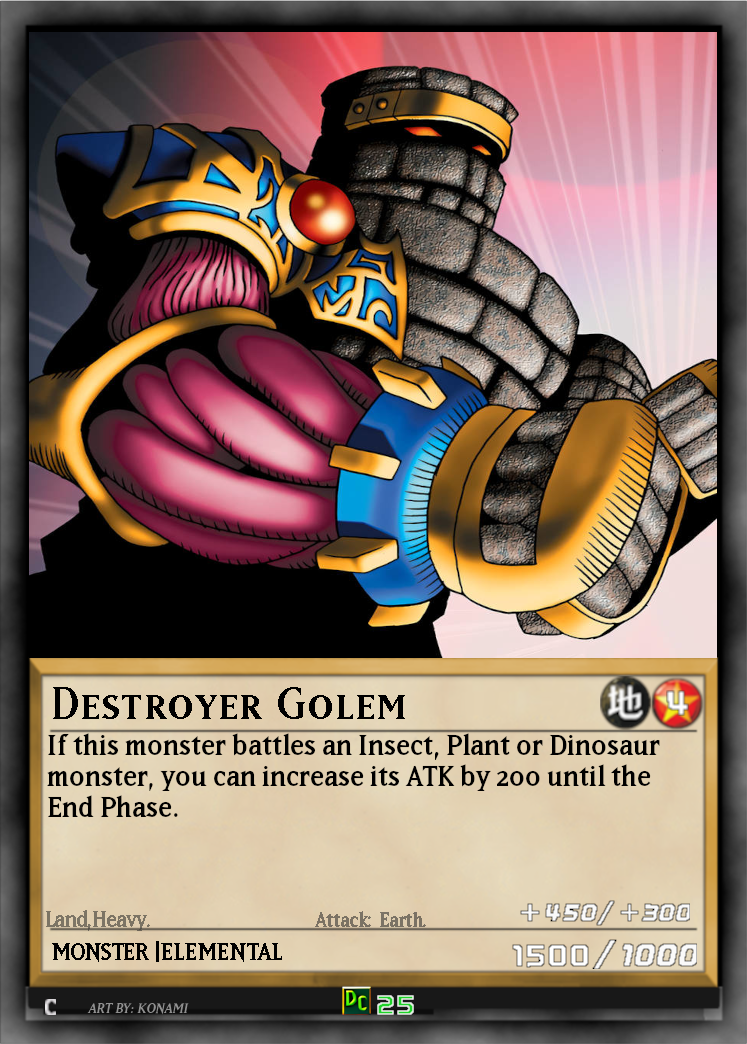 Destroyer Golem 地 4
If this monster battles an Insect, Plant or Dinosaur
monster, you can increase its ATK by 200 until the
End Phase.
Land,Heavy. Attack: Earth. +450/+300
MONSTER |ELEMENTAL 1500/1000
C ART BY: KONAMI DC 25